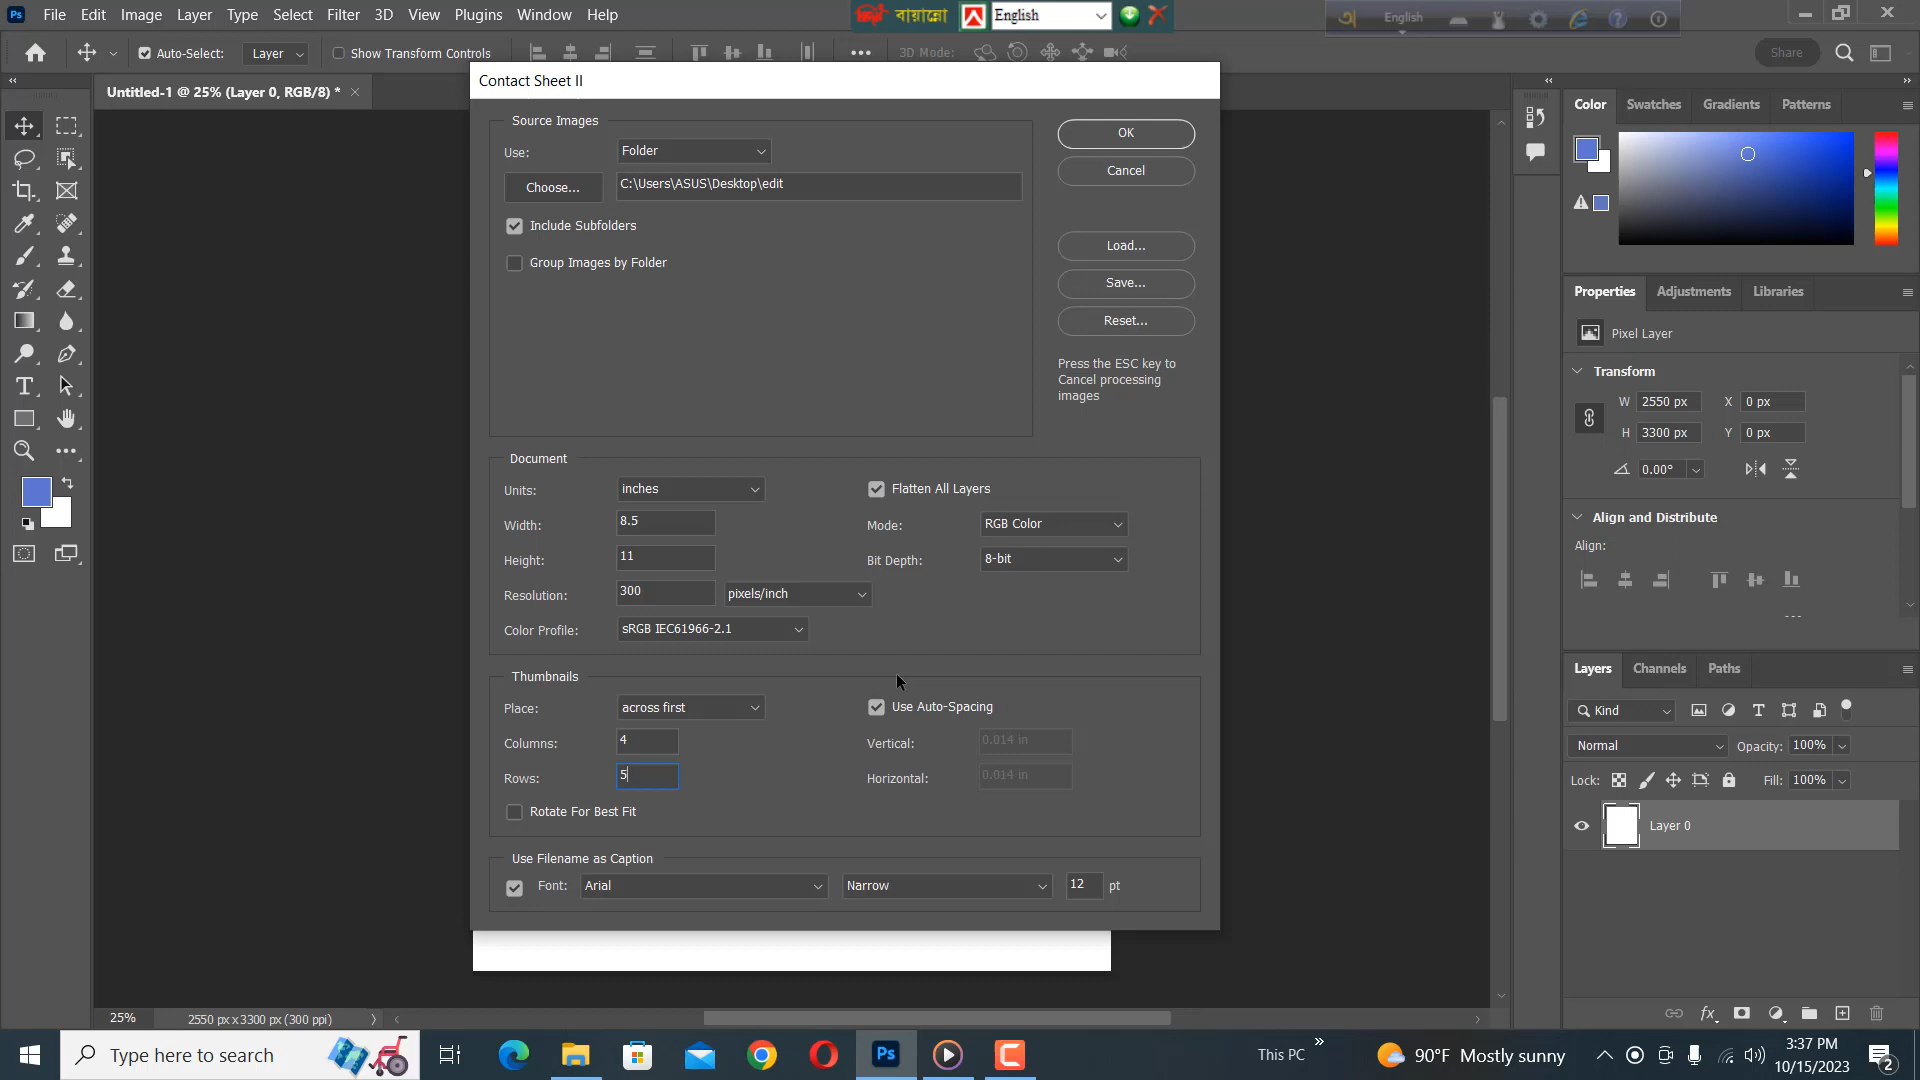 Ps File Edit Image Layer Type Select Filter 3D View Plugins Window Help
বায়ান্নো English
English
Auto-Select: Layer Show Transform Controls 3D Mode: Share
Untitled-1 @ 25% (Layer 0, RGB/8) *
Contact Sheet II
Source Images
Use: Folder
Choose... C:\Users\ASUS\Desktop\edit
Include Subfolders
Group Images by Folder
OK
Cancel
Load...
Save...
Reset...
Press the ESC key to
Cancel processing
images
Document
Units: inches Flatten All Layers
Width: 8.5 Mode: RGB Color
Height: 11 Bit Depth: 8-bit
Resolution: 300 pixels/inch
Color Profile: sRGB IEC61966-2.1
Thumbnails
Place: across first Use Auto-Spacing
Columns: 4 Vertical: 0.014 in
Rows: 5 Horizontal: 0.014 in
Rotate For Best Fit
Use Filename as Caption
Font: Arial Narrow 12 pt
Color Swatches Gradients Patterns
Properties Adjustments Libraries
Pixel Layer
Transform
W 2550 px X 0 px
H 3300 px Y 0 px
0.00°
Align and Distribute
Align:
Layers Channels Paths
Kind
Normal Opacity: 100%
Lock: Fill: 100%
Layer 0
fx
25% 2550 px x 3300 px (300 ppi)
Type here to search Ps This PC 90°F Mostly sunny
3:37 PM
10/15/2023
2